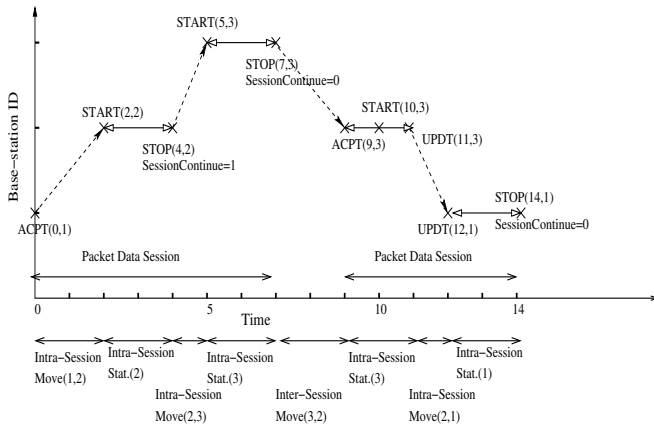 START(5,3)
STOP(7,3)
SessionContinue=0
START(2,2)
START(10,3)
STOP(4,2)
SessionContinue=1
ACPT(9,3)
UPDT(11,3)
Base-station ID
STOP(14,1)
SessionContinue=0
ACPT(0,1)
UPDT(12,1)
Packet Data Session
Packet Data Session
0
5
10
14
Time
Intra-Session
Move(1,2)
Intra-Session
Stat.(2)
Intra-Session
Move(2,3)
Intra-Session
Stat.(3)
Inter-Session
Move(3,2)
Intra-Session
Stat.(3)
Intra-Session
Move(2,1)
Intra-Session
Stat.(1)